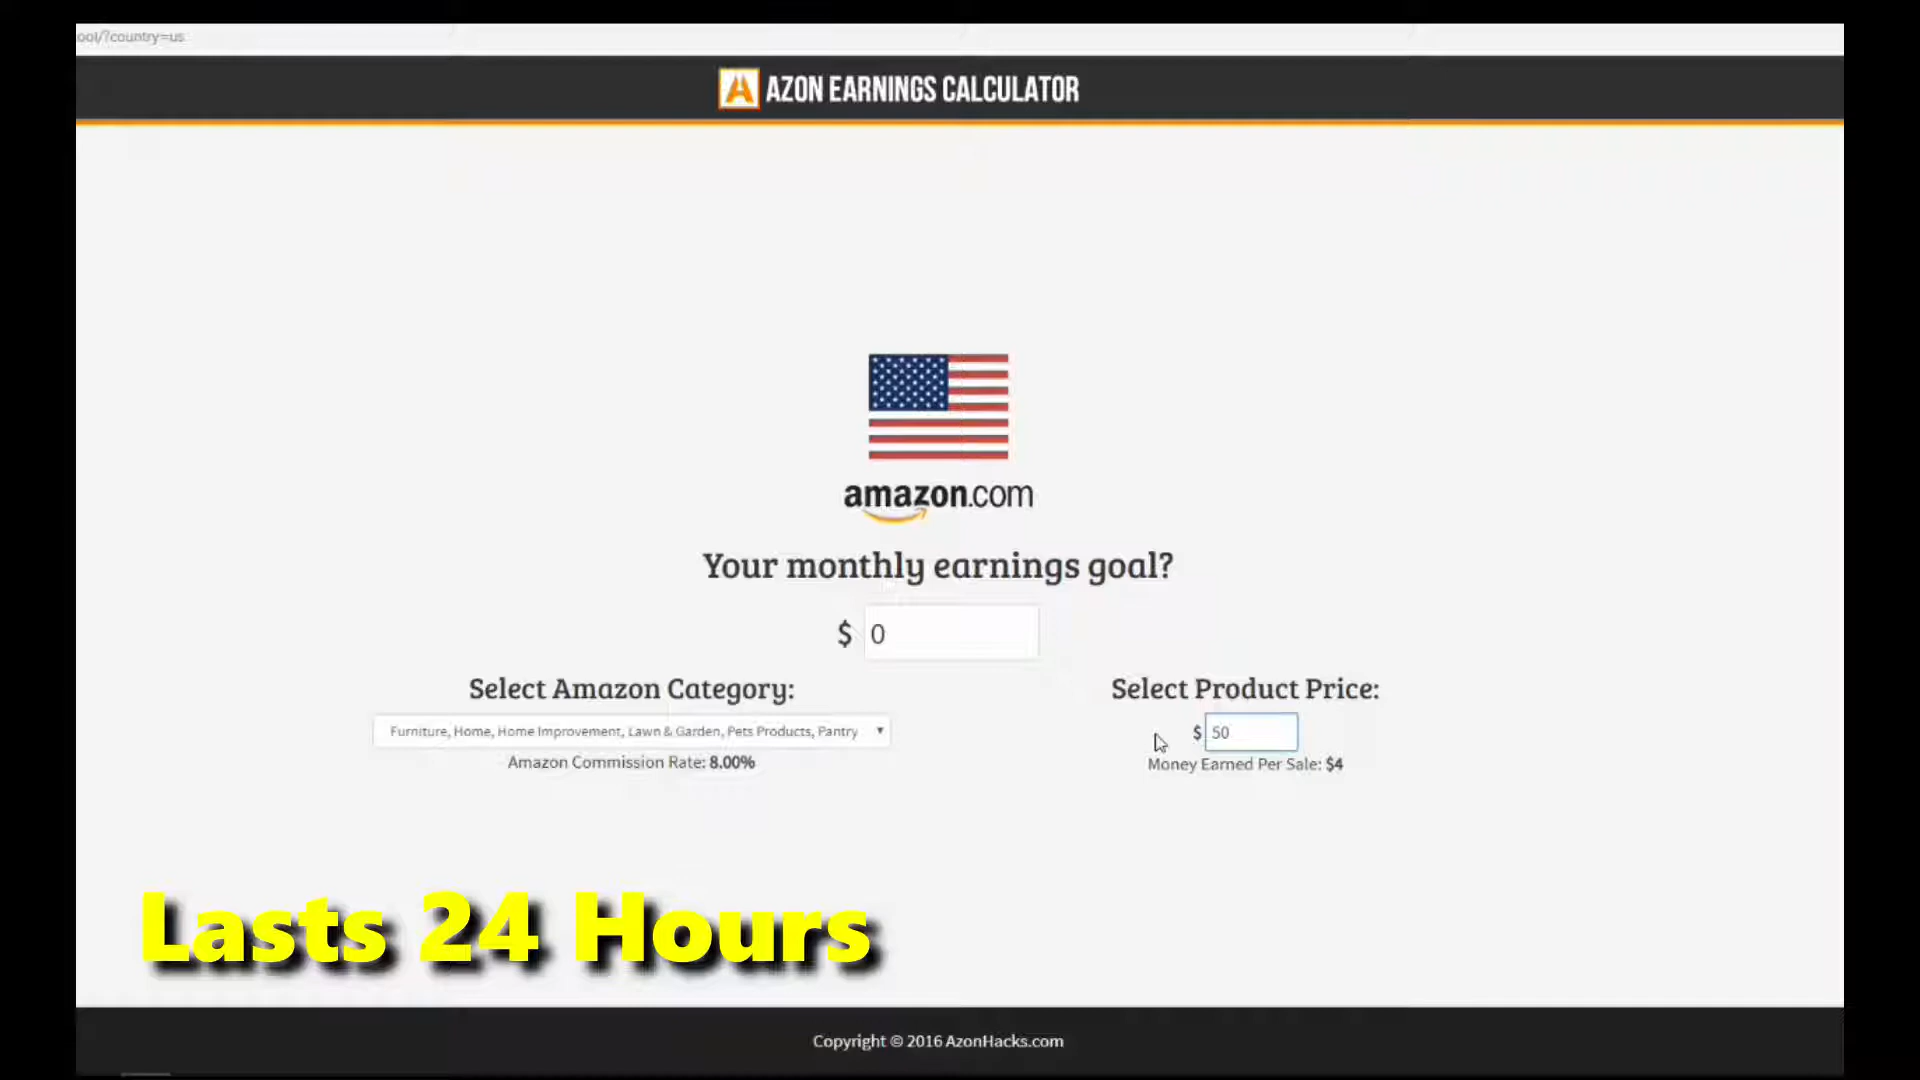 ool/?country=us
AZON EARNINGS CALCULATOR
amazon.com
Your monthly earnings goal?
$ 0
Select Amazon Category:
Furniture, Home, Home Improvement, Lawn & Garden, Pets Products, Pantry
Amazon Commission Rate: 8.00%
Select Product Price:
$ 50
Money Earned Per Sale: $4
Lasts 24 Hours
Copyright © 2016 AzonHacks.com